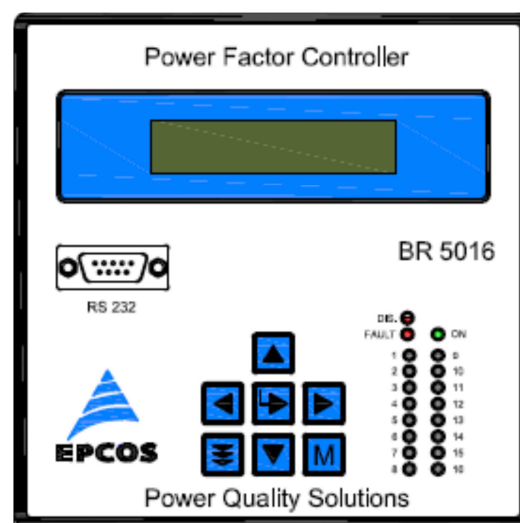 Power Factor Controller
BR 5016
RS 232
DIS.
FAULT ON
1 9
2 10
3 11
4 12
5 13
6 14
7 15
8 16
M
EPCOS
Power Quality Solutions